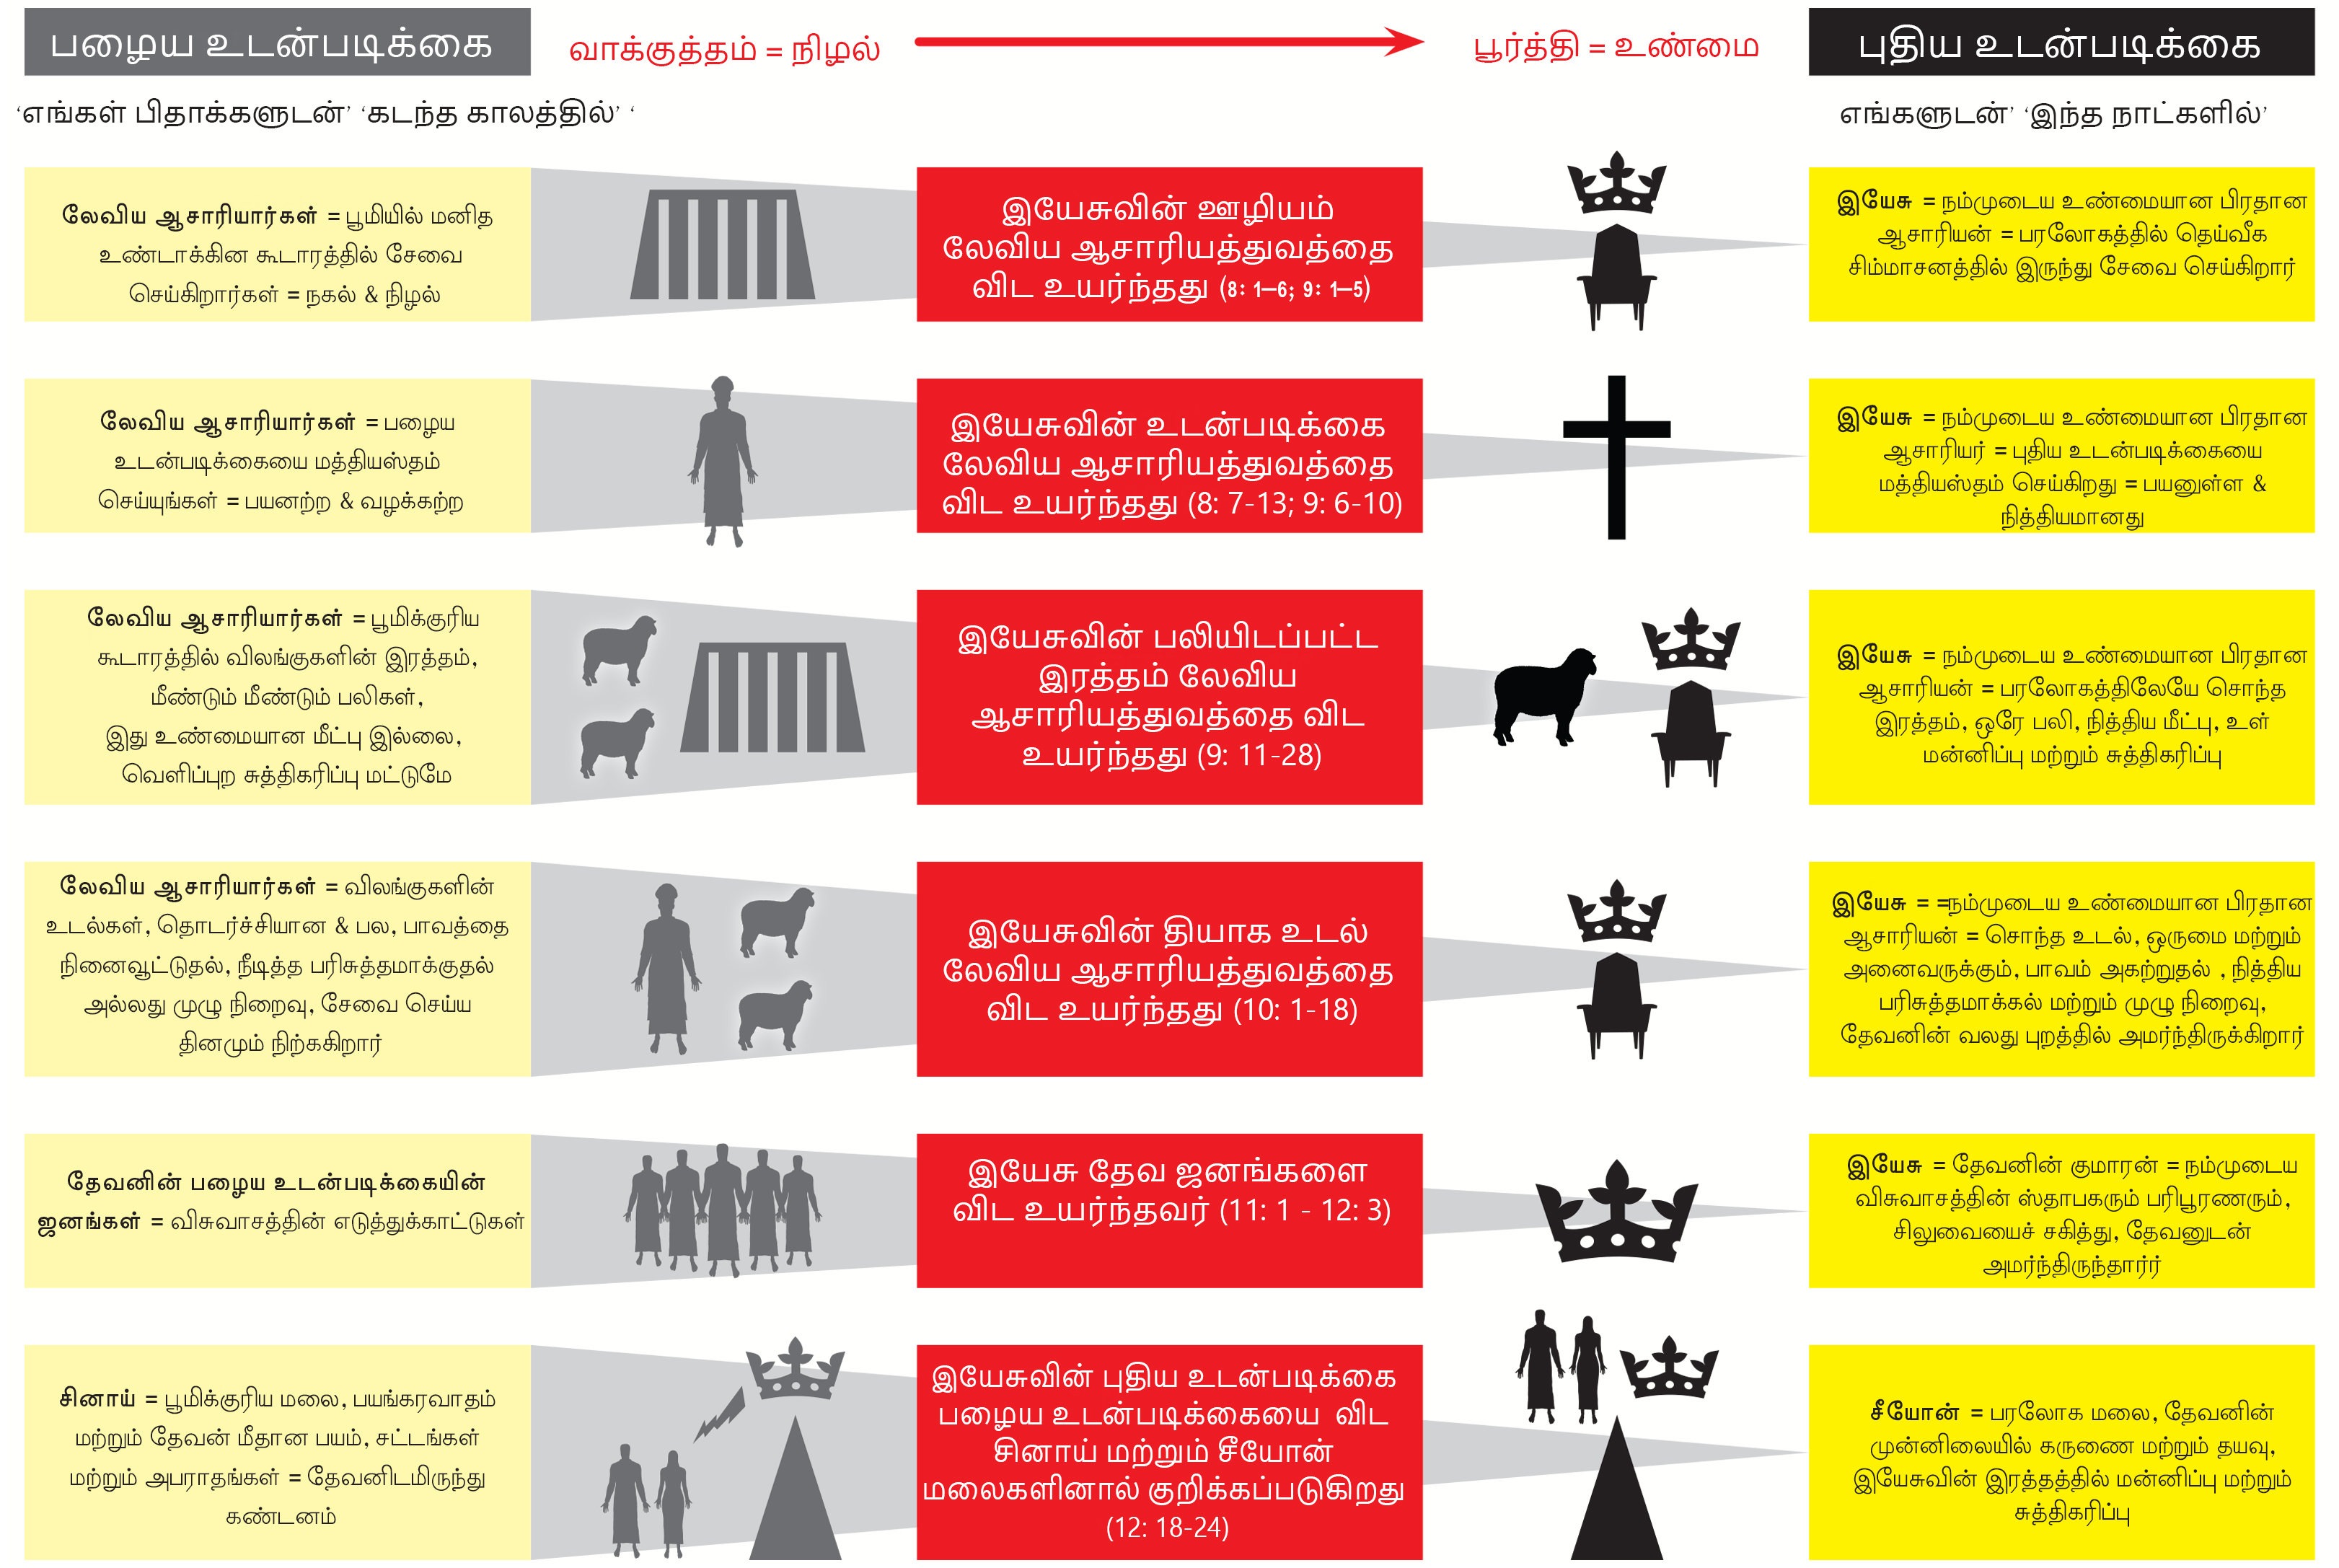 பழைய உடன்படிக்கை
வாக்குத்தம் = நிழல்
பூர்த்தி = உண்மை
புதிய உடன்படிக்கை
‘எங்கள் பிதாக்களுடன்’ ‘கடந்த காலத்தில்’ ‘
எங்களுடன்’ ‘இந்த நாட்களில்’
லேவிய ஆசாரியார்கள் = பூமியில் மனித
உண்டாக்கின கூடாரத்தில் சேவை
செய்கிறார்கள் = நகல் & நிழல்
இயேசுவின் ஊழியம்
லேவிய ஆசாரியத்துவத்தை
விட உயர்ந்தது (8: 1–6; 9: 1–5)
இயேசு = நம்முடைய உண்மையான பிரதான
ஆசாரியன் = பரலோகத்தில் தெய்வீக
சிம்மாசனத்தில் இருந்து சேவை செய்கிறார்
லேவிய ஆசாரியார்கள் = பழைய
உடன்படிக்கையை மத்தியஸ்தம்
செய்யுங்கள் = பயனற்ற & வழக்கற்ற
இயேசுவின் உடன்படிக்கை
லேவிய ஆசாரியத்துவத்தை
விட உயர்ந்தது (8: 7-13; 9: 6-10)
இயேசு = நம்முடைய உண்மையான பிரதான
ஆசாரியர் = புதிய உடன்படிக்கையை
மத்தியஸ்தம் செய்கிறது = பயனுள்ள &
நித்தியமானது
லேவிய ஆசாரியார்கள் = பூமிக்குரிய
கூடாரத்தில் விலங்குகளின் இரத்தம்,
மீண்டும் மீண்டும் பலிகள்,
இது உண்மையான மீட்பு இல்லை,
வெளிப்புற சுத்திகரிப்பு மட்டுமே
இயேசுவின் பலியிடப்பட்ட
இரத்தம் லேவிய
ஆசாரியத்துவத்தை விட
உயர்ந்தது (9: 11-28)
இயேசு = நம்முடைய உண்மையான பிரதான
ஆசாரியன் = பரலோகத்திலேயே சொந்த
இரத்தம், ஒரே பலி, நித்திய மீட்பு, உள்
மன்னிப்பு மற்றும் சுத்திகரிப்பு
லேவிய ஆசாரியார்கள் = விலங்குகளின்
உடல்கள், தொடர்ச்சியான & பல, பாவத்தை
நினைவூட்டுதல், நீடித்த பரிசுத்தமாக்குதல்
அல்லது முழு நிறைவு, சேவை செய்ய
தினமும் நிற்ககிறார்
இயேசுவின் தியாக உடல்
லேவிய ஆசாரியத்துவத்தை
விட உயர்ந்தது (10: 1-18)
இயேசு = =நம்முடைய உண்மையான பிரதான
ஆசாரியன் = சொந்த உடல், ஒருமை மற்றும்
அனைவருக்கும், பாவம் அகற்றுதல் , நித்திய
பரிசுத்தமாக்கல் மற்றும் முழு நிறைவு,
தேவனின் வலது புறத்தில் அமர்ந்திருக்கிறார்
தேவனின் பழைய உடன்படிக்கையின்
ஜனங்கள் = விசுவாசத்தின் எடுத்துக்காட்டுகள்
இயேசு தேவ ஜனங்களை
விட உயர்ந்தவர் (11: 1 - 12: 3)
இயேசு = தேவனின் குமாரன் = நம்முடைய
விசுவாசத்தின் ஸ்தாபகரும் பரிபூரணரும்,
சிலுவையைச் சகித்து, தேவனுடன்
அமர்ந்திருந்தார்ர்
சினாய் = பூமிக்குரிய மலை, பயங்கரவாதம்
மற்றும் தேவன் மீதான பயம், சட்டங்கள்
மற்றும் அபராதங்கள் = தேவனிடமிருந்து
கண்டனம்
இயேசுவின் புதிய உடன்படிக்கை
பழைய உடன்படிக்கையை விட
சினாய் மற்றும் சீயோன்
மலைகளினால் குறிக்கப்படுகிறது
(12: 18-24)
சீயோன் = பரலோக மலை, தேவனின்
முன்னிலையில் கருணை மற்றும் தயவு,
இயேசுவின் இரத்தத்தில் மன்னிப்பு மற்றும்
சுத்திகரிப்பு